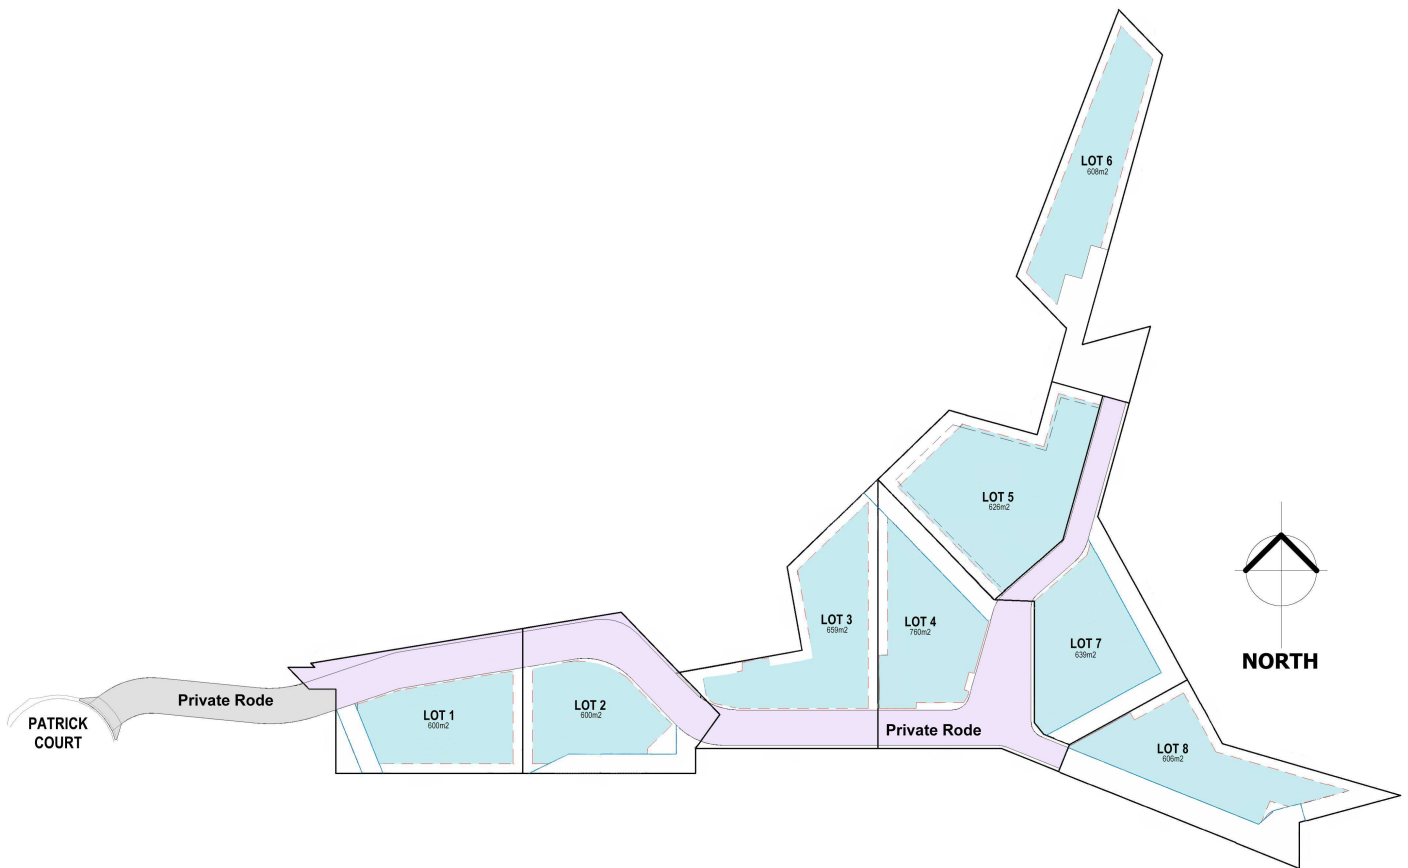 LOT 6
608m2
LOT 5
626m2
LOT 3
659m2
LOT 4
760m2
LOT 7
639m2
NORTH
Private Rode
PATRICK
COURT
LOT 1
600m2
LOT 2
600m2
Private Rode
LOT 8
606m2